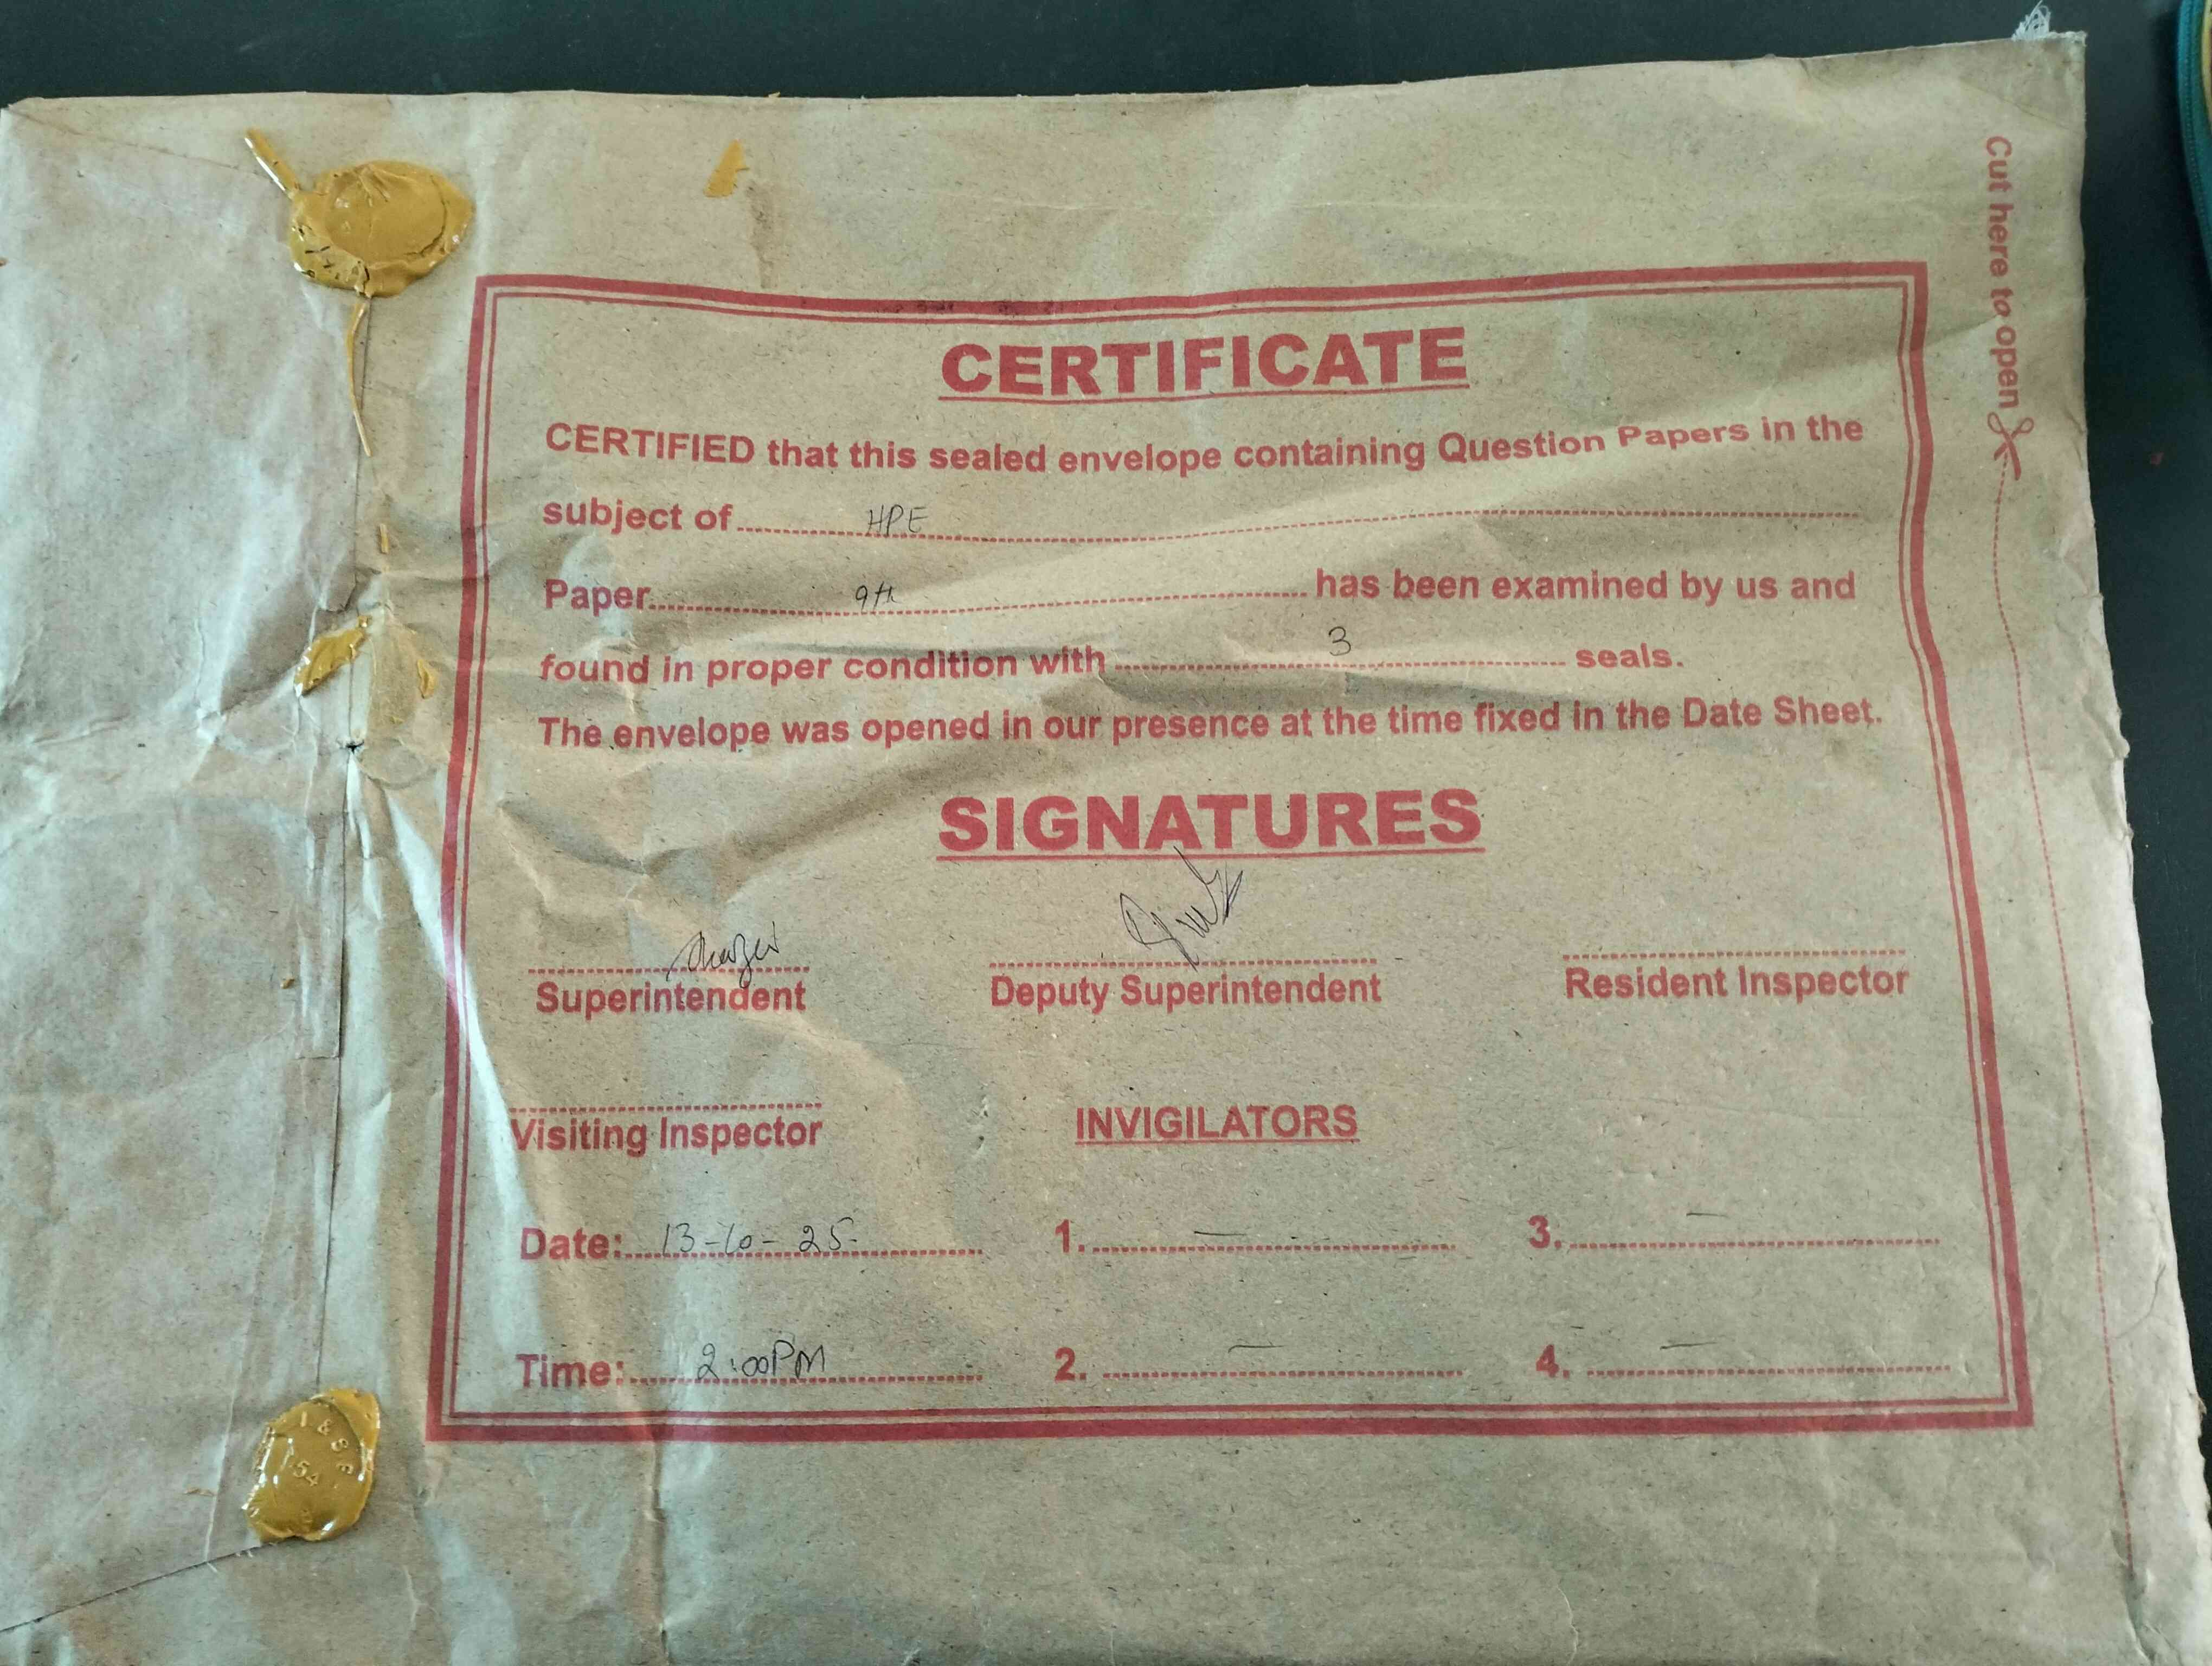 CERTIFICATE
CERTIFIED that this sealed envelope containing Question Papers in the
subject of HPE
Paper 9th has been examined by us and
found in proper condition with 3 seals.
The envelope was opened in our presence at the time fixed in the Date Sheet.
SIGNATURES
Superintendent Deputy Superintendent Resident Inspector
Visiting Inspector INVIGILATORS
Date: 13-10-25 1. — 3. —
Time: 2:00PM 2. — 4. —
Cut here to open